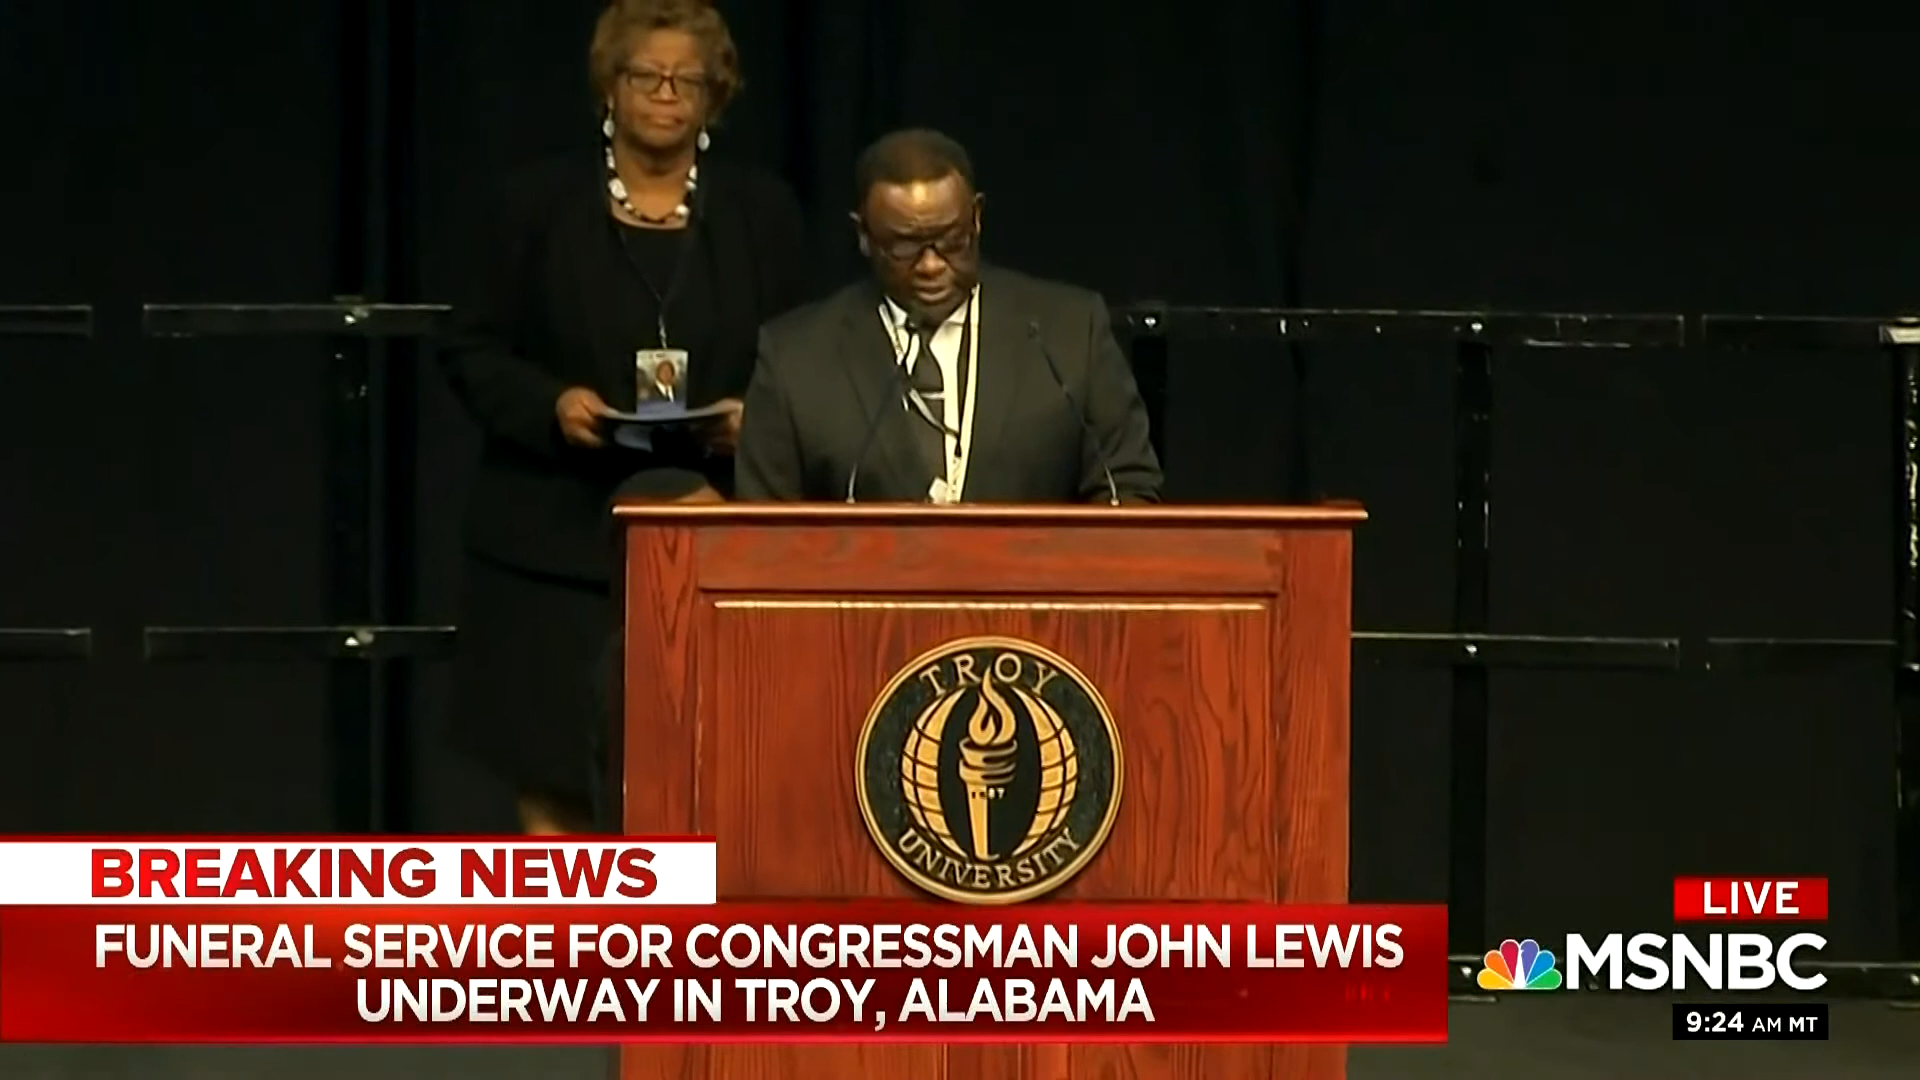 TROY
1887
UNIVERSITY
BREAKING NEWS
FUNERAL SERVICE FOR CONGRESSMAN JOHN LEWIS
UNDERWAY IN TROY, ALABAMA
LIVE
MSNBC
9:24 AM MT